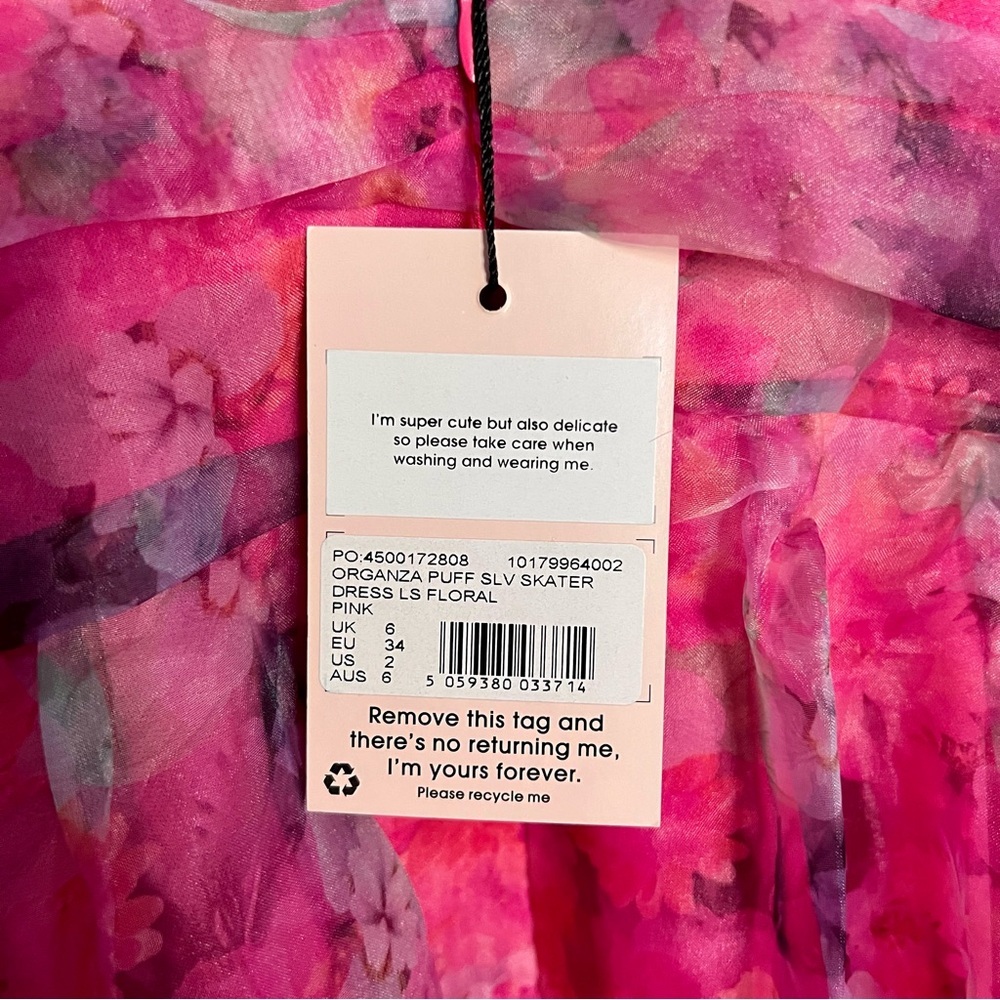 I'm super cute but also delicate
so please take care when
washing and wearing me.
PO:4500172808 10179964002
ORGANZA PUFF SLV SKATER
DRESS LS FLORAL
PINK
UK 6
EU 34
US 2
AUS 6
5 059380 033714
Remove this tag and
there's no returning me,
I'm yours forever.
Please recycle me